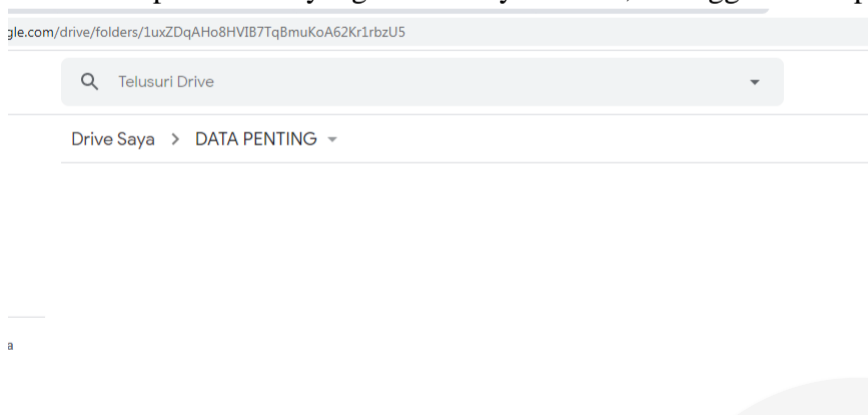 gle.com/drive/folders/1uxZDqAHo8HVIB7TqBmuKoA62Kr1rbzU5
Telusuri Drive
Drive Saya > DATA PENTING
a